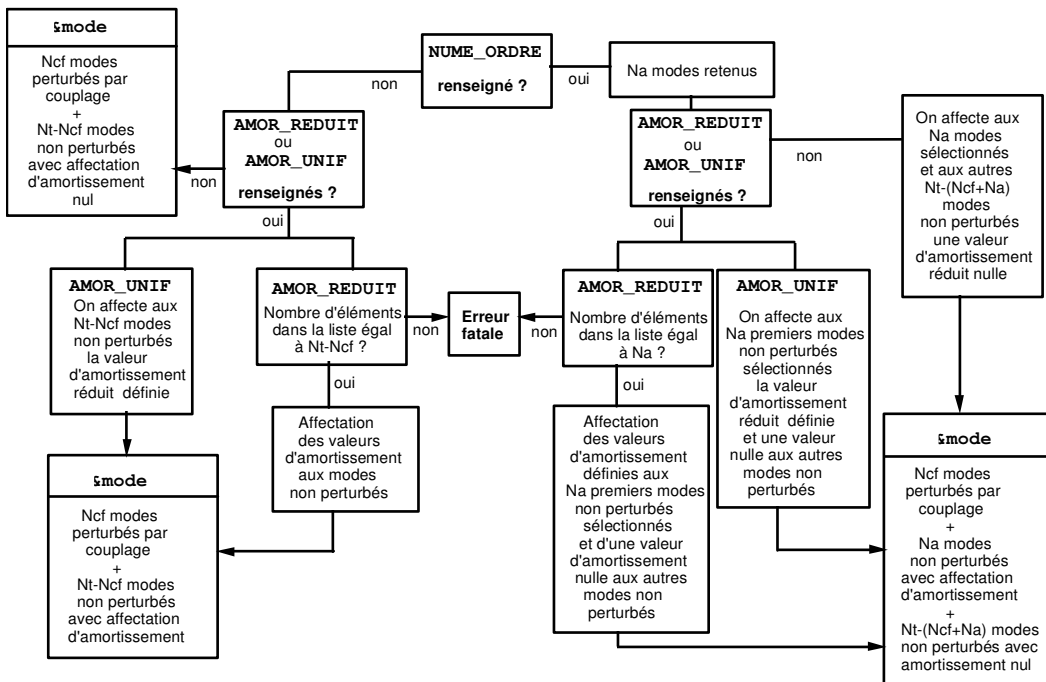 &mode
Ncf modes
perturbés par
couplage
+
Nt-Ncf modes
non perturbés
avec affectation
d'amortissement
nul
NUME_ORDRE
renseigné ?
non
oui
Na modes retenus
AMOR_REDUIT
ou
AMOR_UNIF
renseignés ?
non
oui
AMOR_REDUIT
ou
AMOR_UNIF
renseignés ?
non
oui
On affecte aux
Na modes
sélectionnés
et aux autres
Nt-(Ncf+Na)
modes
non perturbés
une valeur
d'amortissement
réduit nulle
AMOR_UNIF
On affecte aux
Nt-Ncf modes
non perturbés
la valeur
d'amortissement
réduit définie
AMOR_REDUIT
Nombre d'éléments
dans la liste égal
à Nt-Ncf ?
non
oui
Erreur
fatale
AMOR_REDUIT
Nombre d'éléments
dans la liste égal
à Na ?
non
oui
AMOR_UNIF
On affecte aux
Na premiers modes
non perturbés
sélectionnés
la valeur
d'amortissement
réduit définie
et une valeur
nulle aux autres
modes non
perturbés
Affectation
des valeurs
d'amortissement
aux modes
non perturbés
Affectation
des valeurs
d'amortissement
définies aux
Na premiers modes
non perturbés
sélectionnés
et d'une valeur
d'amortissement
nulle aux autres
modes non
perturbés
&mode
Ncf modes
perturbés par
couplage
+
Nt-Ncf modes
non perturbés
avec affectation
d'amortissement
&mode
Ncf modes
perturbés par
couplage
+
Na modes
non perturbés
avec affectation
d'amortissement
+
Nt-(Ncf+Na) modes
non perturbés avec
amortissement nul